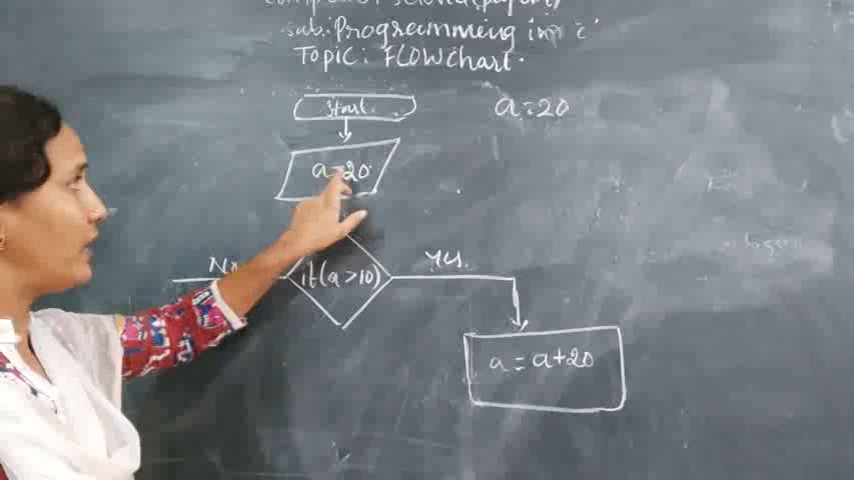 sub: Programming in 'c'
Topic: FLOWchart.
Start.
a=20
a=20
No
Yes.
if(a>10)
a=a+20